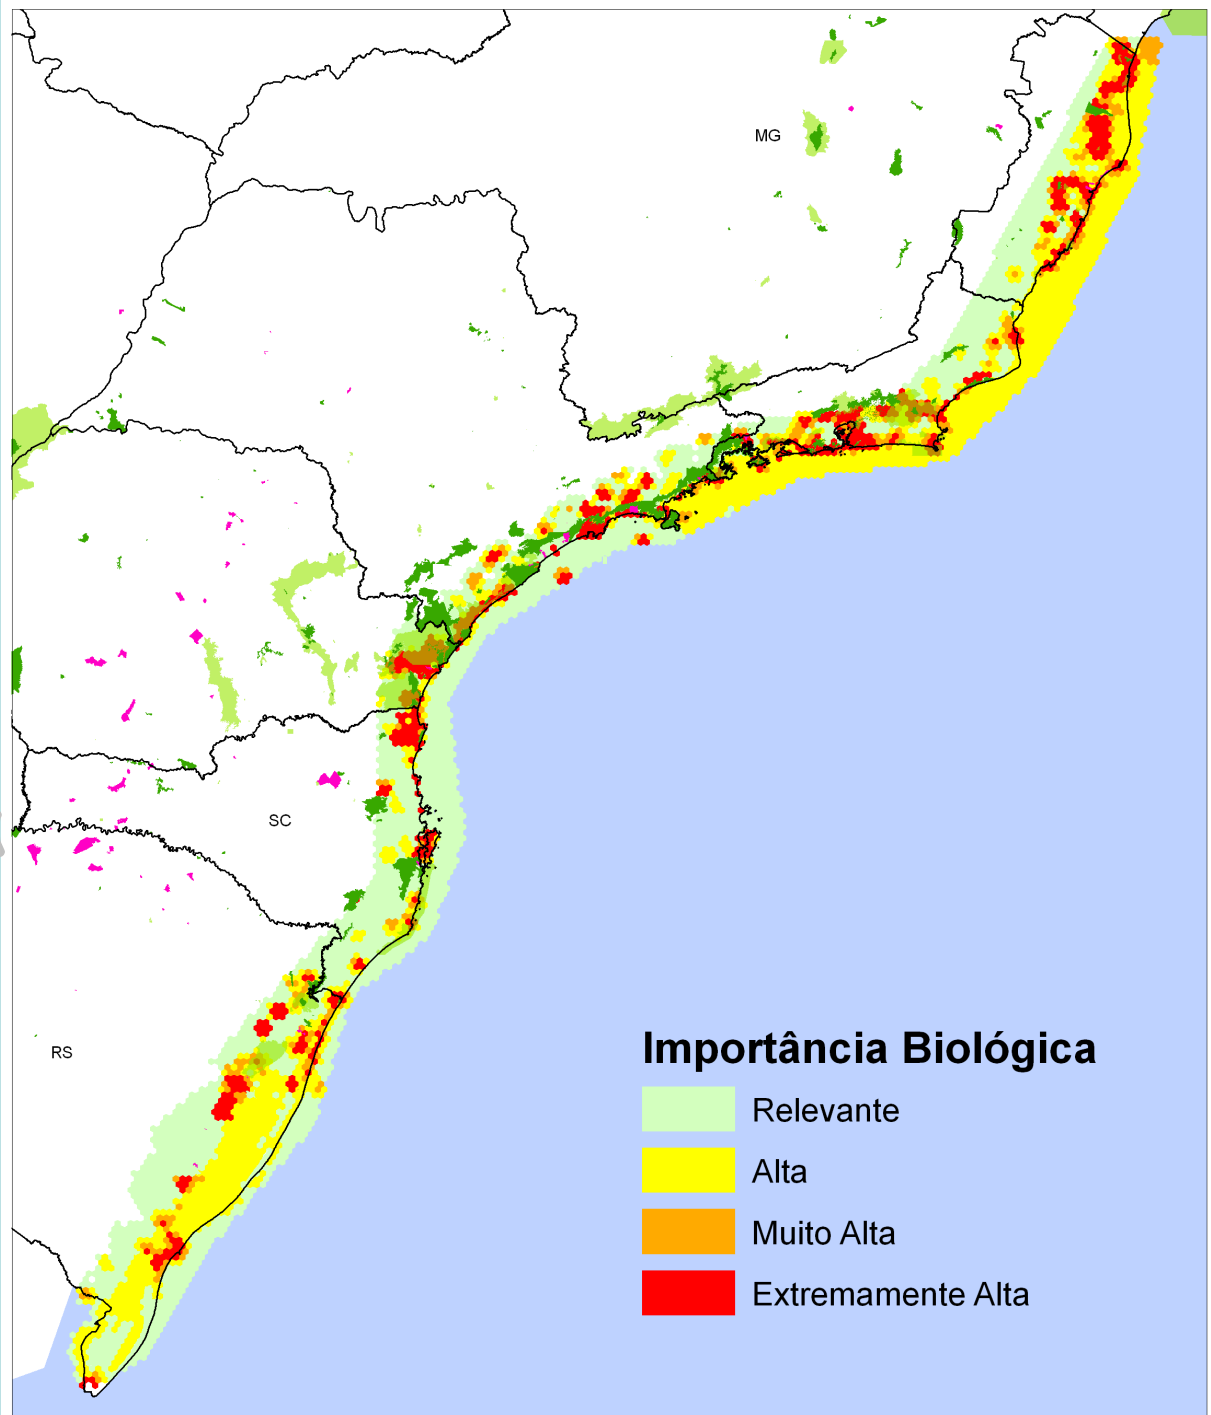 MG
SC
RS
Importância Biológica
Relevante
Alta
Muito Alta
Extremamente Alta